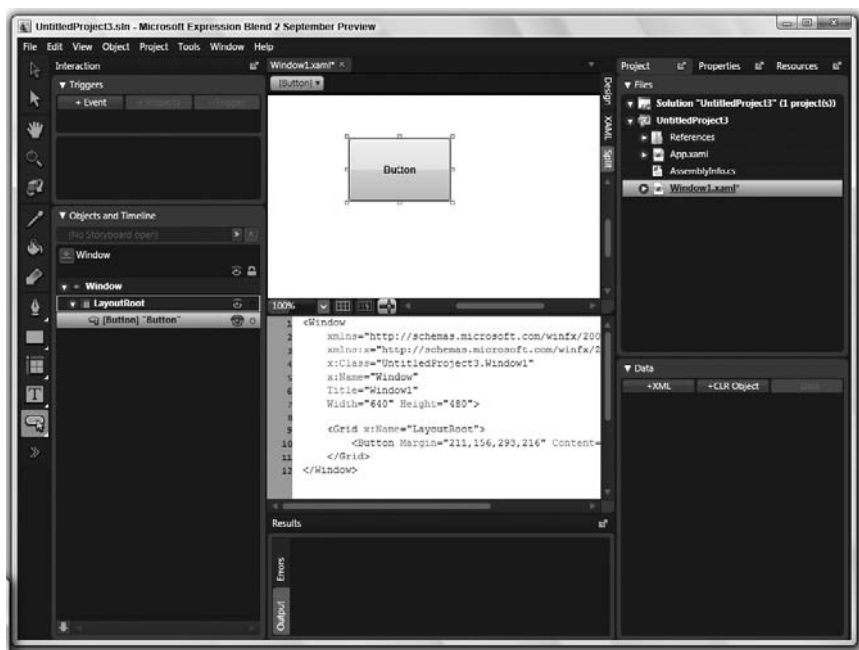 UntitledProject3.sln - Microsoft Expression Blend 2 September Preview
File Edit View Object Project Tools Window Help
Interaction
Triggers
+ Event
Objects and Timeline
(No Storyboard open)
Window
Window
LayoutRoot
[Button] "Button"
Window1.xaml* ×
[Button]
Button
Design
XAML
Split
100%
1 <Window
2 xmlns="http://schemas.microsoft.com/winfx/200
3 xmlns:x="http://schemas.microsoft.com/winfx/2
4 x:Class="UntitledProject3.Window1"
5 x:Name="Window"
6 Title="Window1"
7 Width="640" Height="480">
8
9 <Grid x:Name="LayoutRoot">
10 <Button Margin="211,156,293,216" Content=
11 </Grid>
12 </Window>
Results
Errors
Output
Project Properties Resources
Files
Solution "UntitledProject3" (1 project(s))
UntitledProject3
References
App.xaml
AssemblyInfo.cs
Window1.xaml*
Data
+XML +CLR Object
T